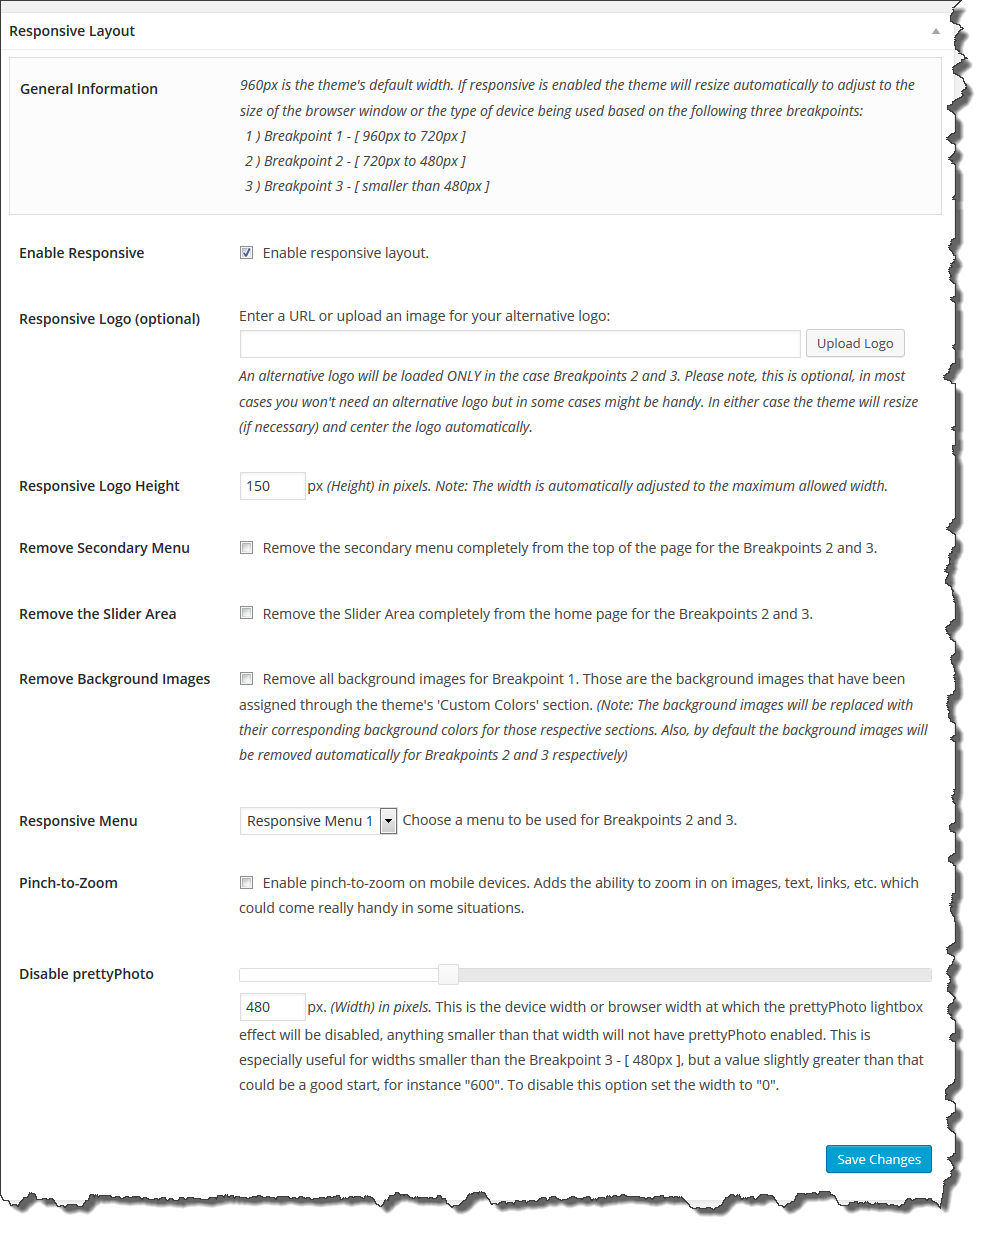 Responsive Layout
General Information
960px is the theme's default width. If responsive is enabled the theme will resize automatically to adjust to the
size of the browser window or the type of device being used based on the following three breakpoints:
1 ) Breakpoint 1 - [ 960px to 720px ]
2 ) Breakpoint 2 - [ 720px to 480px ]
3 ) Breakpoint 3 - [ smaller than 480px ]
Enable Responsive
Enable responsive layout.
Responsive Logo (optional)
Enter a URL or upload an image for your alternative logo:
Upload Logo
An alternative logo will be loaded ONLY in the case Breakpoints 2 and 3. Please note, this is optional, in most
cases you won't need an alternative logo but in some cases might be handy. In either case the theme will resize
(if necessary) and center the logo automatically.
Responsive Logo Height
150 px (Height) in pixels. Note: The width is automatically adjusted to the maximum allowed width.
Remove Secondary Menu
Remove the secondary menu completely from the top of the page for the Breakpoints 2 and 3.
Remove the Slider Area
Remove the Slider Area completely from the home page for the Breakpoints 2 and 3.
Remove Background Images
Remove all background images for Breakpoint 1. Those are the background images that have been
assigned through the theme's 'Custom Colors' section. (Note: The background images will be replaced with
their corresponding background colors for those respective sections. Also, by default the background images will
be removed automatically for Breakpoints 2 and 3 respectively)
Responsive Menu
Responsive Menu 1 Choose a menu to be used for Breakpoints 2 and 3.
Pinch-to-Zoom
Enable pinch-to-zoom on mobile devices. Adds the ability to zoom in on images, text, links, etc. which
could come really handy in some situations.
Disable prettyPhoto
480 px. (Width) in pixels. This is the device width or browser width at which the prettyPhoto lightbox
effect will be disabled, anything smaller than that width will not have prettyPhoto enabled. This is
especially useful for widths smaller than the Breakpoint 3 - [ 480px ], but a value slightly greater than that
could be a good start, for instance "600". To disable this option set the width to "0".
Save Changes